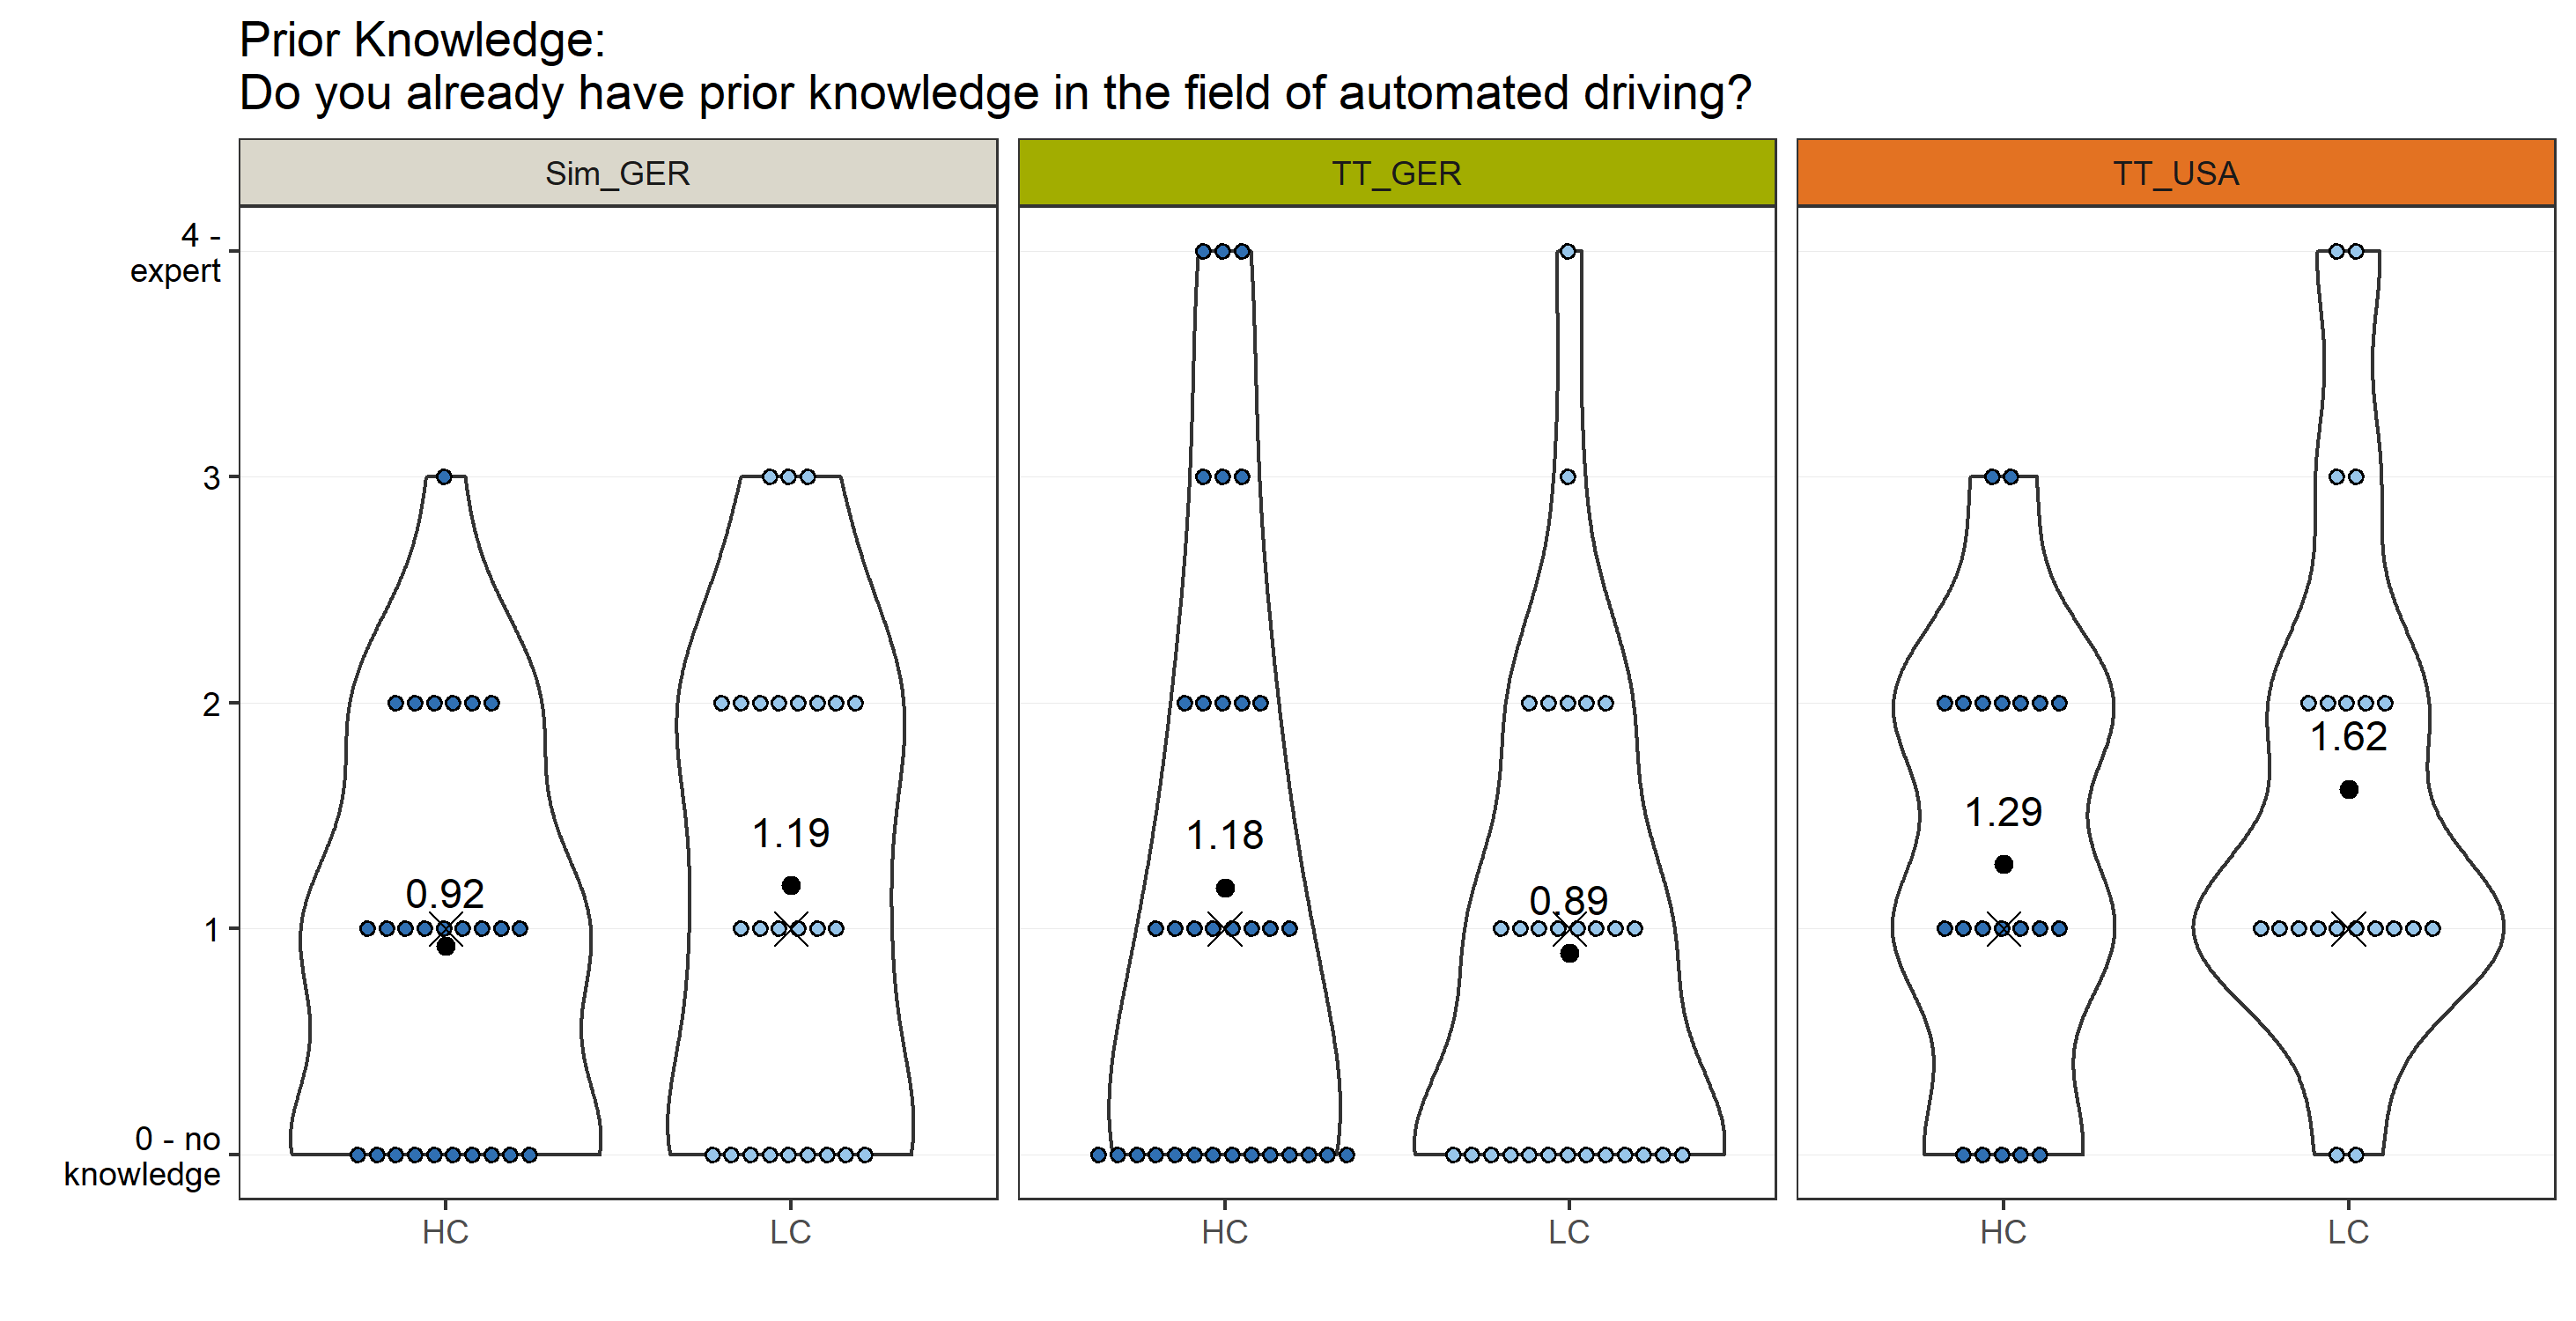 Prior Knowledge:
Do you already have prior knowledge in the field of automated driving?
Sim_GER
TT_GER
TT_USA
4 -
expert
3
2
1
0 - no
knowledge
0.92
1.19
1.18
0.89
1.29
1.62
HC
LC
HC
LC
HC
LC